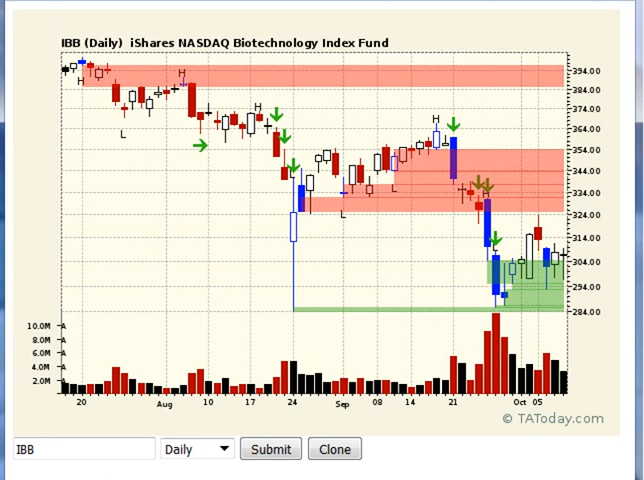 IBB (Daily) iShares NASDAQ Biotechnology Index Fund
394.00
384.00
374.00
364.00
354.00
344.00
334.00
324.00
314.00
304.00
294.00
284.00
H
H
L
H
L
L
H
L
10.0M A
8.0M A
6.0M A
4.0M A
2.0M A
20 Aug 10 17 24 Sep 08 14 21 Oct 05
© TAToday.com
IBB Daily Submit Clone